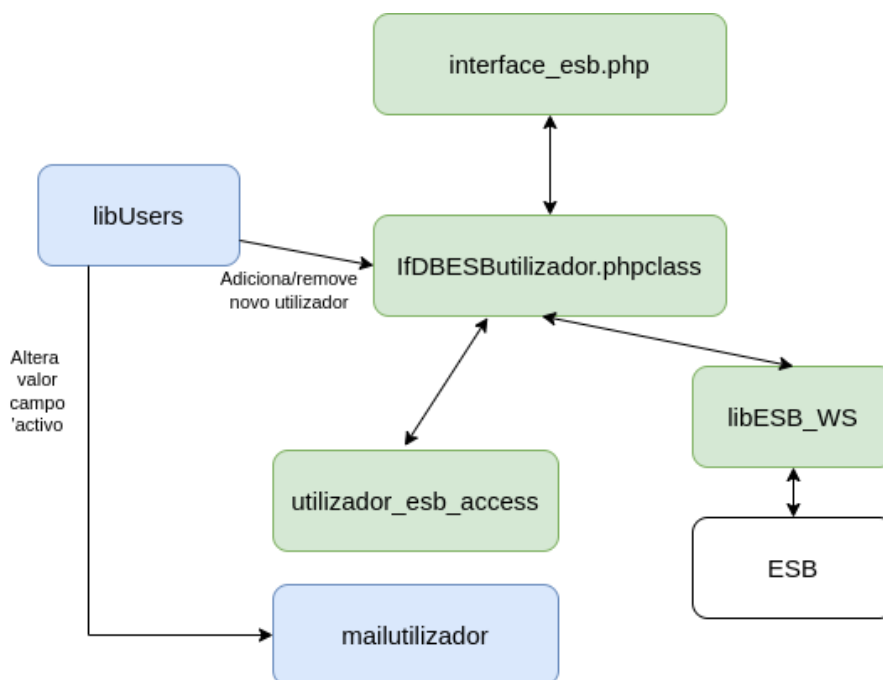 interface_esb.php
libUsers
IfDBESButilizador.phpclass
Adiciona/remove
novo utilizador
Altera
valor
campo
'activo
libESB_WS
utilizador_esb_access
ESB
mailutilizador